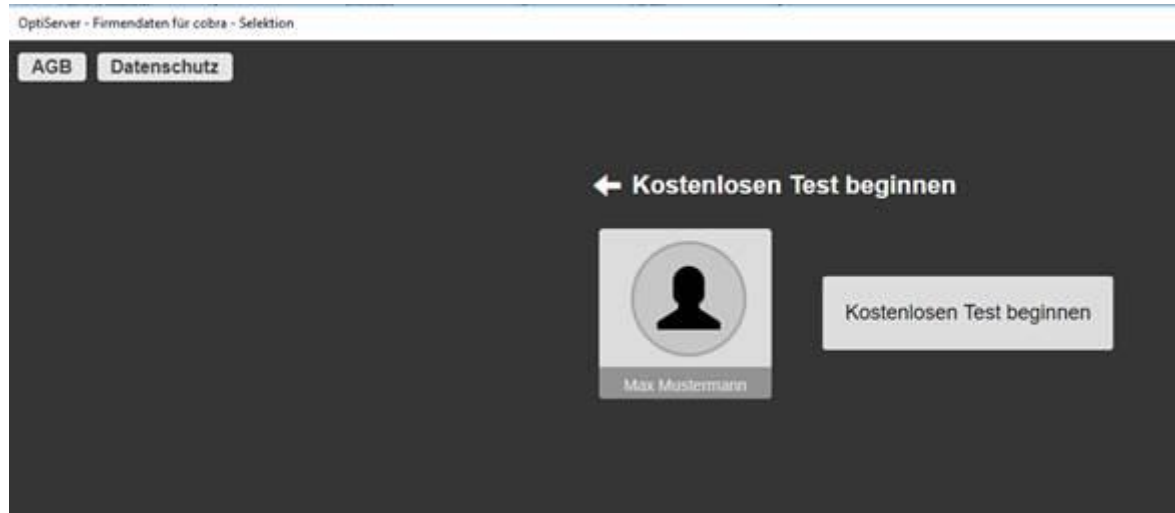 OptiServer - Firmendaten für cobra - Selektion
AGB Datenschutz
Kostenlosen Test beginnen
Kostenlosen Test beginnen
Max Mustermann